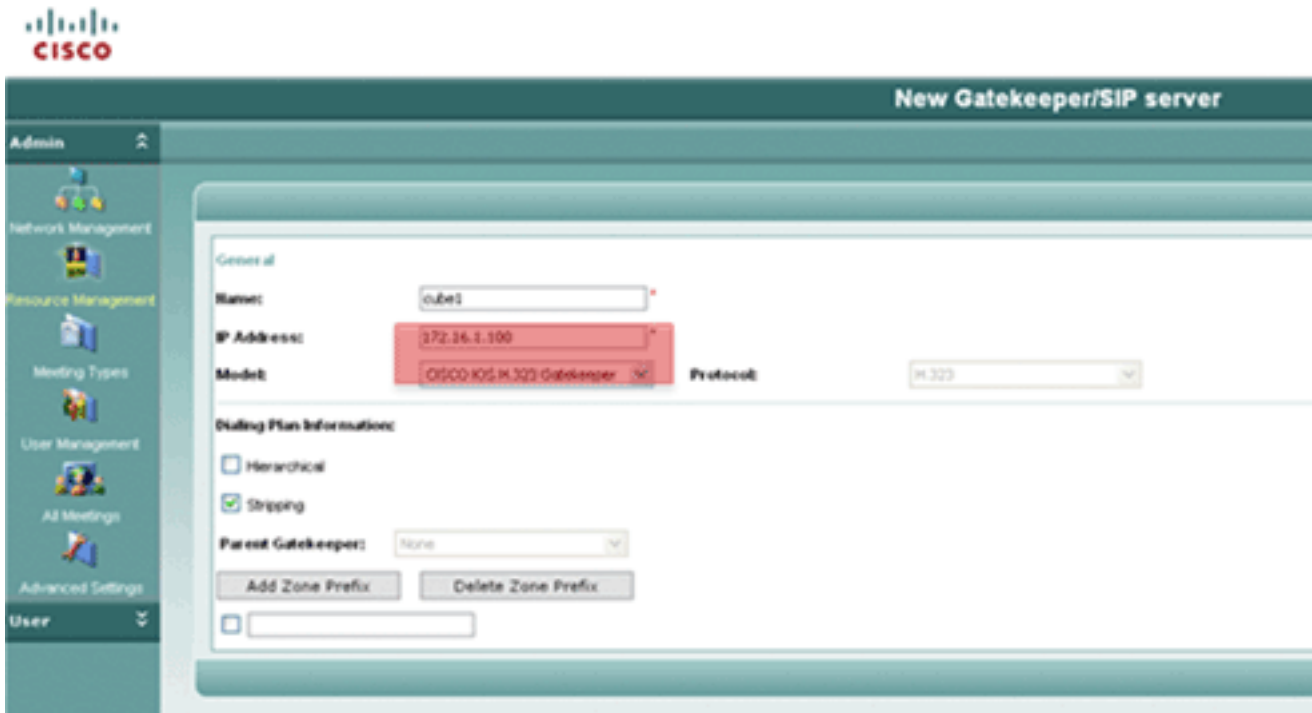 CISCO
New Gatekeeper/SIP server
Admin
Network Management
Resource Management
Meeting Types
User Management
All Meetings
Advanced Settings
User
General
Name: cube1 *
IP Address: 172.16.1.100 *
Model: CISCO IOS H.323 Gatekeeper Protocol: H.323
Dialing Plan Information:
Hierarchical
Stripping
Parent Gatekeeper: None
Add Zone Prefix Delete Zone Prefix